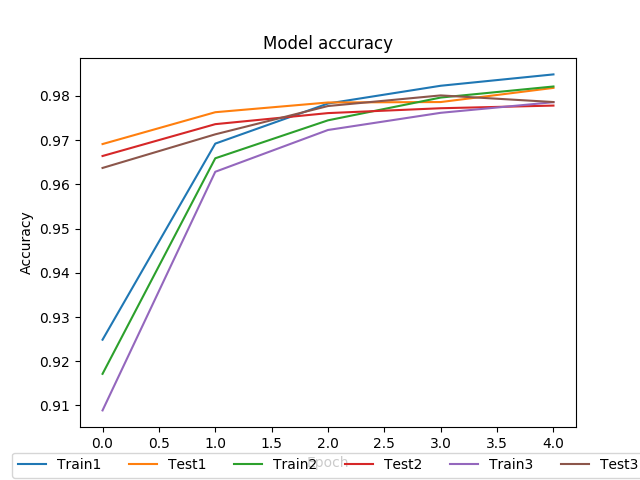 Model accuracy
0.98
0.97
0.96
0.95
0.94
0.93
0.92
0.91
Accuracy
0.0 0.5 1.0 1.5 2.0 2.5 3.0 3.5 4.0
Epoch
Train1 Test1 Train2 Test2 Train3 Test3